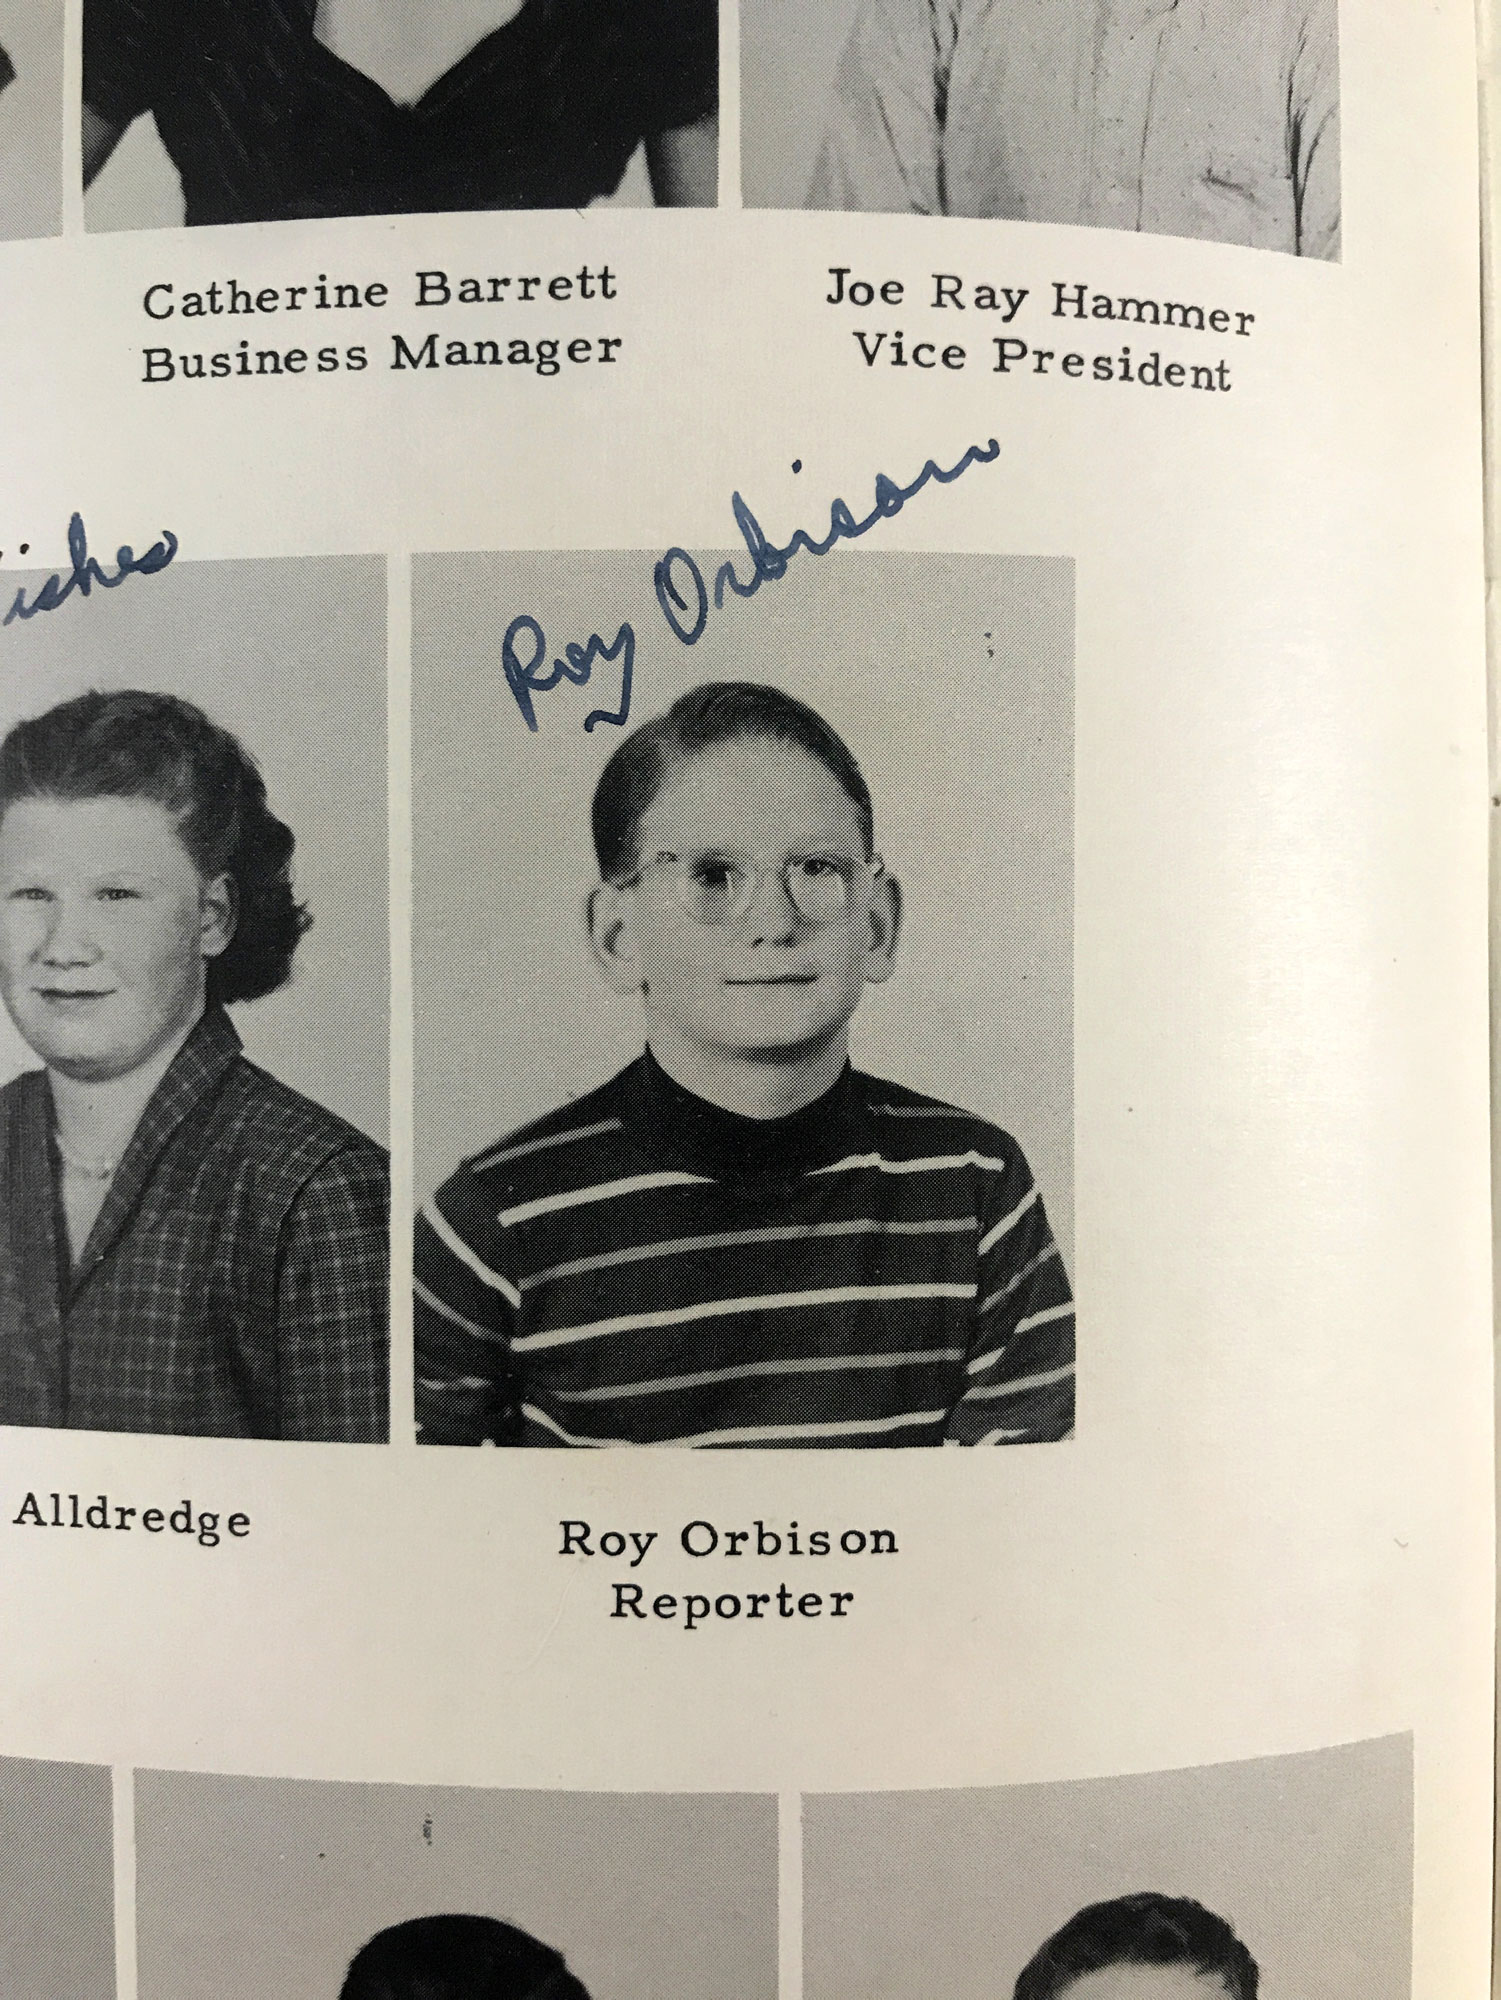 Catherine Barrett
Business Manager
Joe Ray Hammer
Vice President
Roy Orbison
Alldredge
Roy Orbison
Reporter